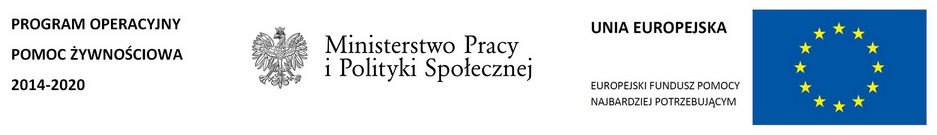 PROGRAM OPERACYJNY
POMOC ŻYWNOŚCIOWA
2014-2020
Ministerstwo Pracy
i Polityki Społecznej
UNIA EUROPEJSKA
EUROPEJSKI FUNDUSZ POMOCY
NAJBARDZIEJ POTRZEBUJĄCYM